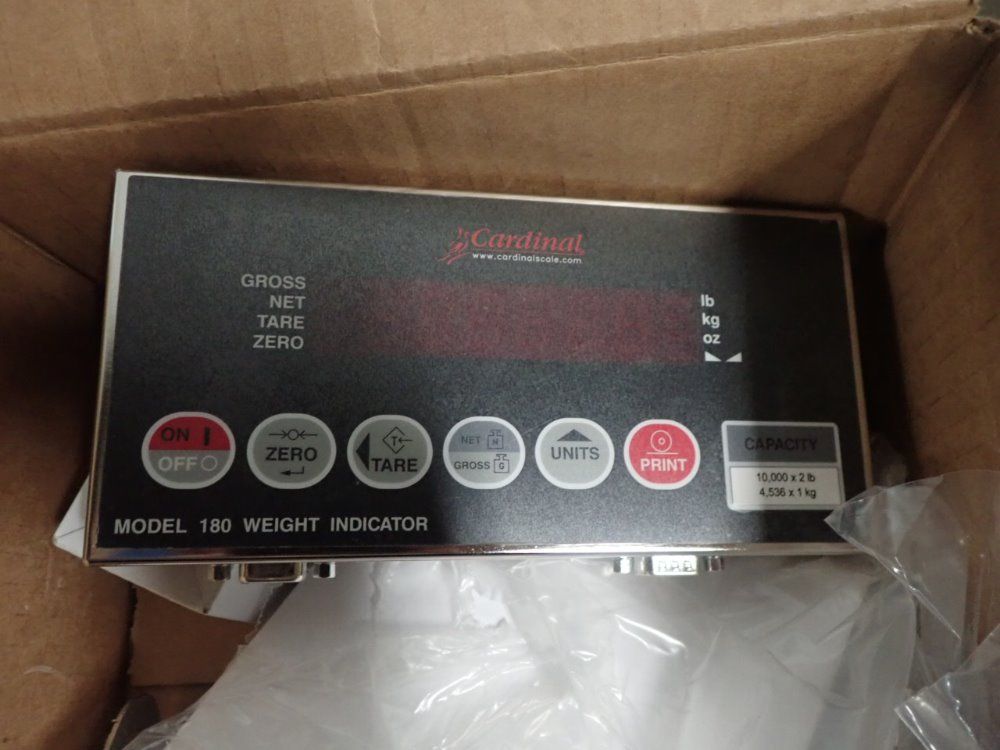 Cardinal
www.cardinalscale.com
GROSS
NET
TARE
ZERO
lb
kg
oz
ON I
OFF O
ZERO
T
TARE
NET N
GROSS G
UNITS
PRINT
CAPACITY
10,000 x 2 lb
4,536 x 1 kg
MODEL 180 WEIGHT INDICATOR